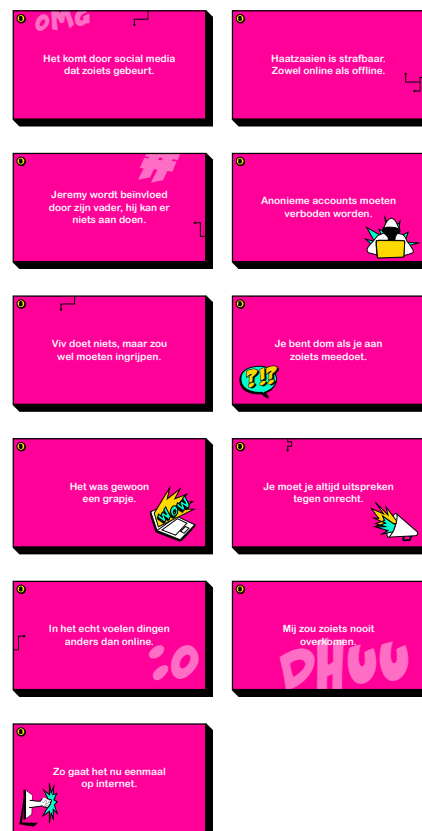 OMG
Het komt door social media
dat zoiets gebeurt.
Haatzaaien is strafbaar.
Zowel online als offline.
#
Jeremy wordt beïnvloed
door zijn vader, hij kan er
niets aan doen.
Anonieme accounts moeten
verboden worden.
Viv doet niets, maar zou
wel moeten ingrijpen.
Je bent dom als je aan
zoiets meedoet.
?!?
Het was gewoon
een grapje.
WOW
Je moet je altijd uitspreken
tegen onrecht.
In het echt voelen dingen
anders dan online.
:O
Mij zou zoiets nooit
overkomen.
DHUU
Zo gaat het nu eenmaal
op internet.